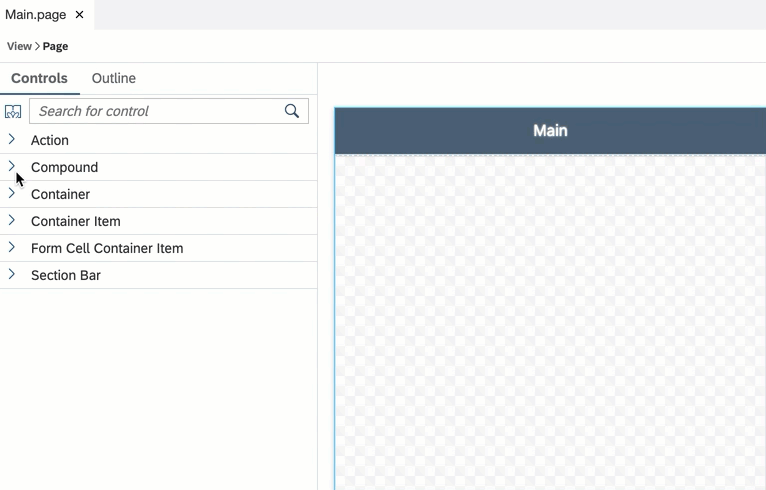 Main.page ×
View > Page
Controls Outline
Search for control
Action
Compound
Container
Container Item
Form Cell Container Item
Section Bar
Main